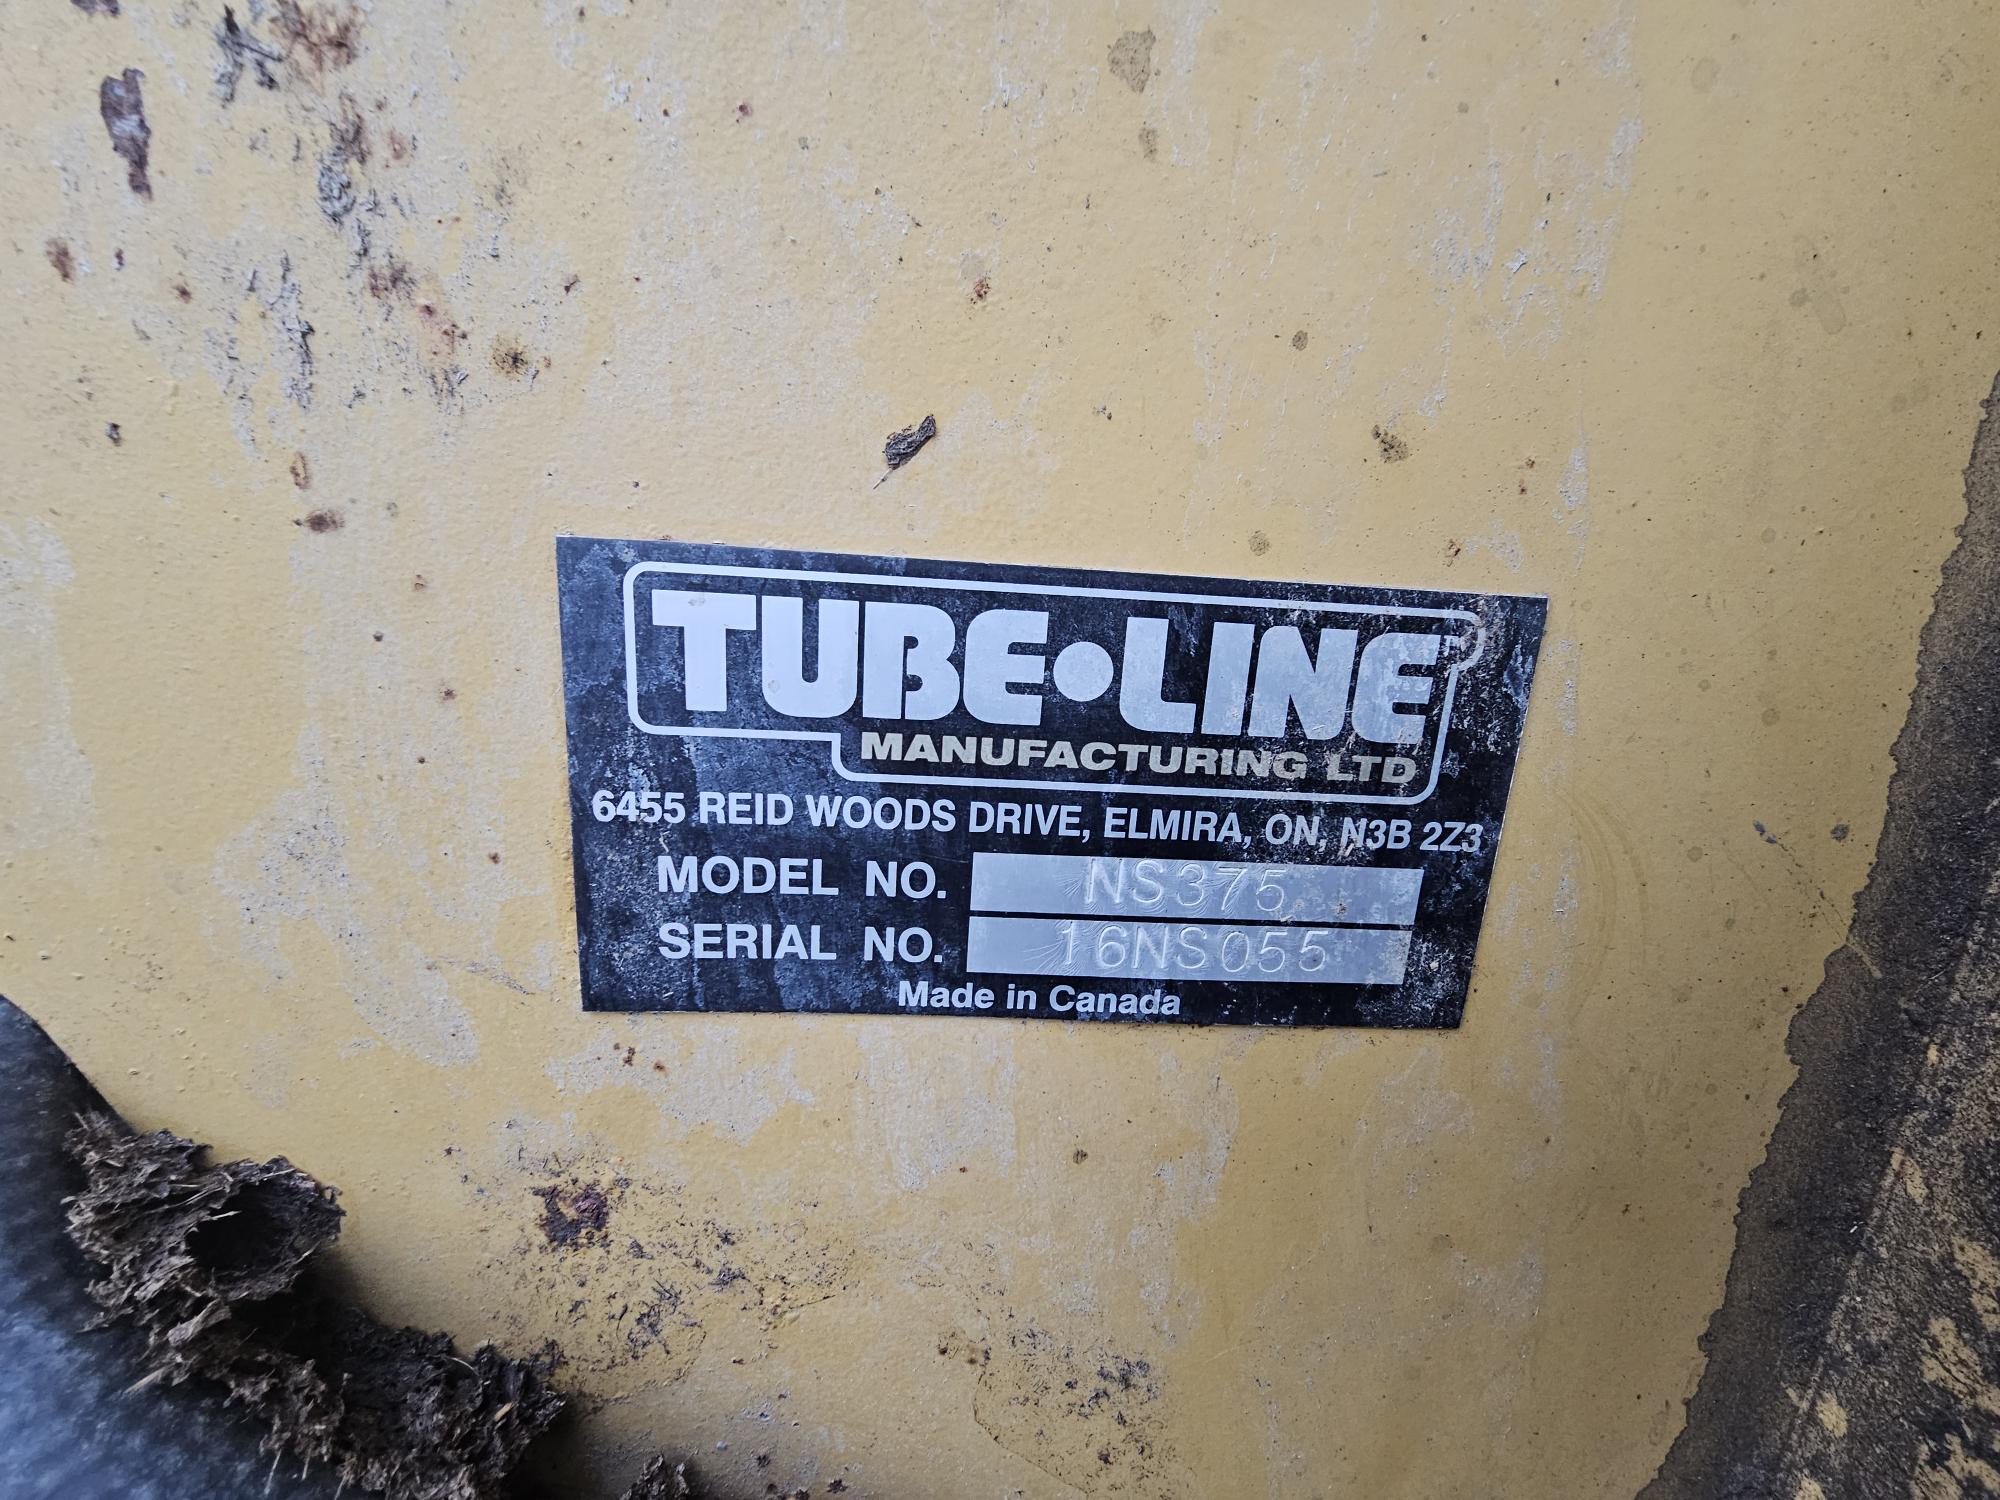 TUBE•LINE
MANUFACTURING LTD
6455 REID WOODS DRIVE, ELMIRA, ON, N3B 2Z3
MODEL NO. NS375
SERIAL NO. 16NS055
Made in Canada